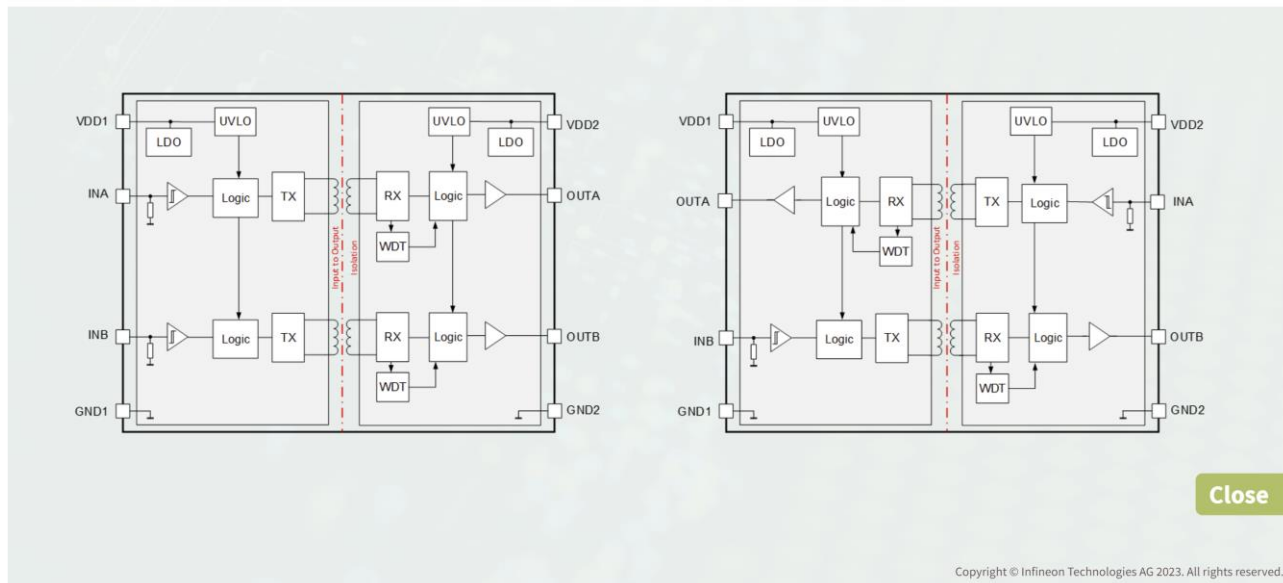 VDD1
UVLO
LDO
UVLO
LDO
VDD2
INA
Logic
TX
RX
Logic
OUTA
WDT
Input to Output
Isolation
INB
Logic
TX
RX
Logic
OUTB
WDT
GND1
GND2
VDD1
UVLO
LDO
UVLO
LDO
VDD2
OUTA
Logic
RX
TX
Logic
INA
WDT
Input to Output
Isolation
INB
Logic
TX
RX
Logic
OUTB
WDT
GND1
GND2
Close
Copyright © Infineon Technologies AG 2023. All rights reserved.